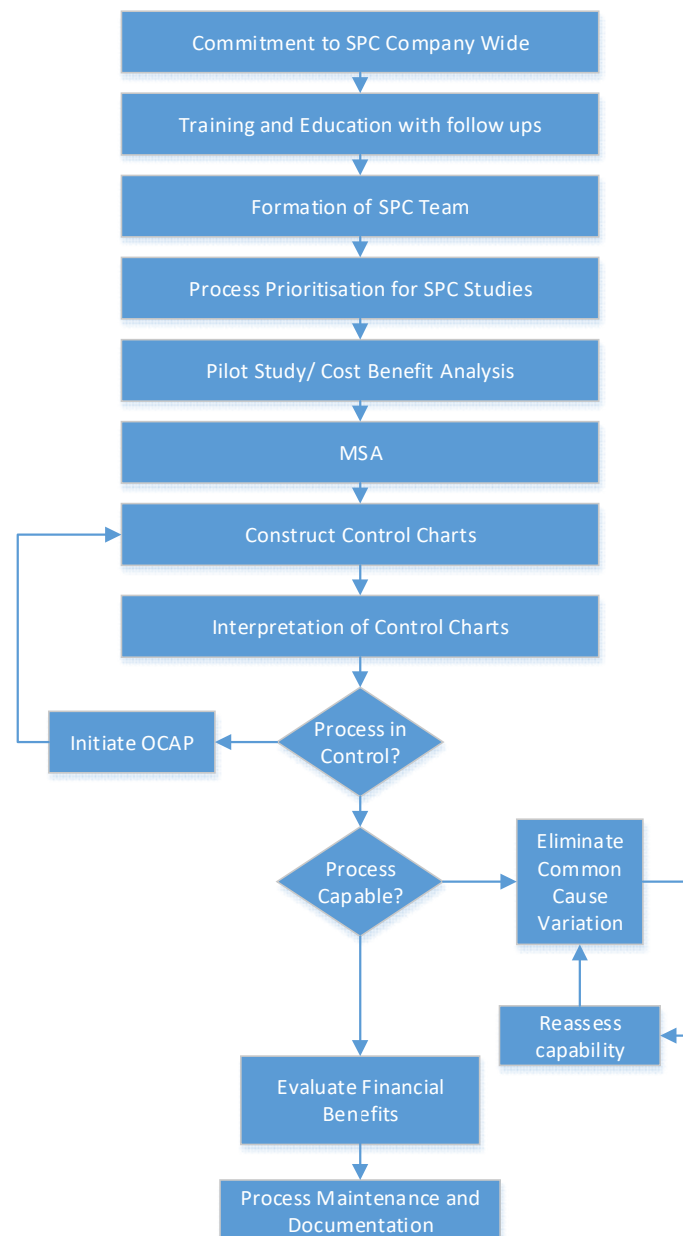 Commitment to SPC Company Wide
Training and Education with follow ups
Formation of SPC Team
Process Prioritisation for SPC Studies
Pilot Study/ Cost Benefit Analysis
MSA
Construct Control Charts
Interpretation of Control Charts
Process in
Control?
Initiate OCAP
Process
Capable?
Eliminate
Common
Cause
Variation
Reassess
capability
Evaluate Financial
Benefits
Process Maintenance and
Documentation